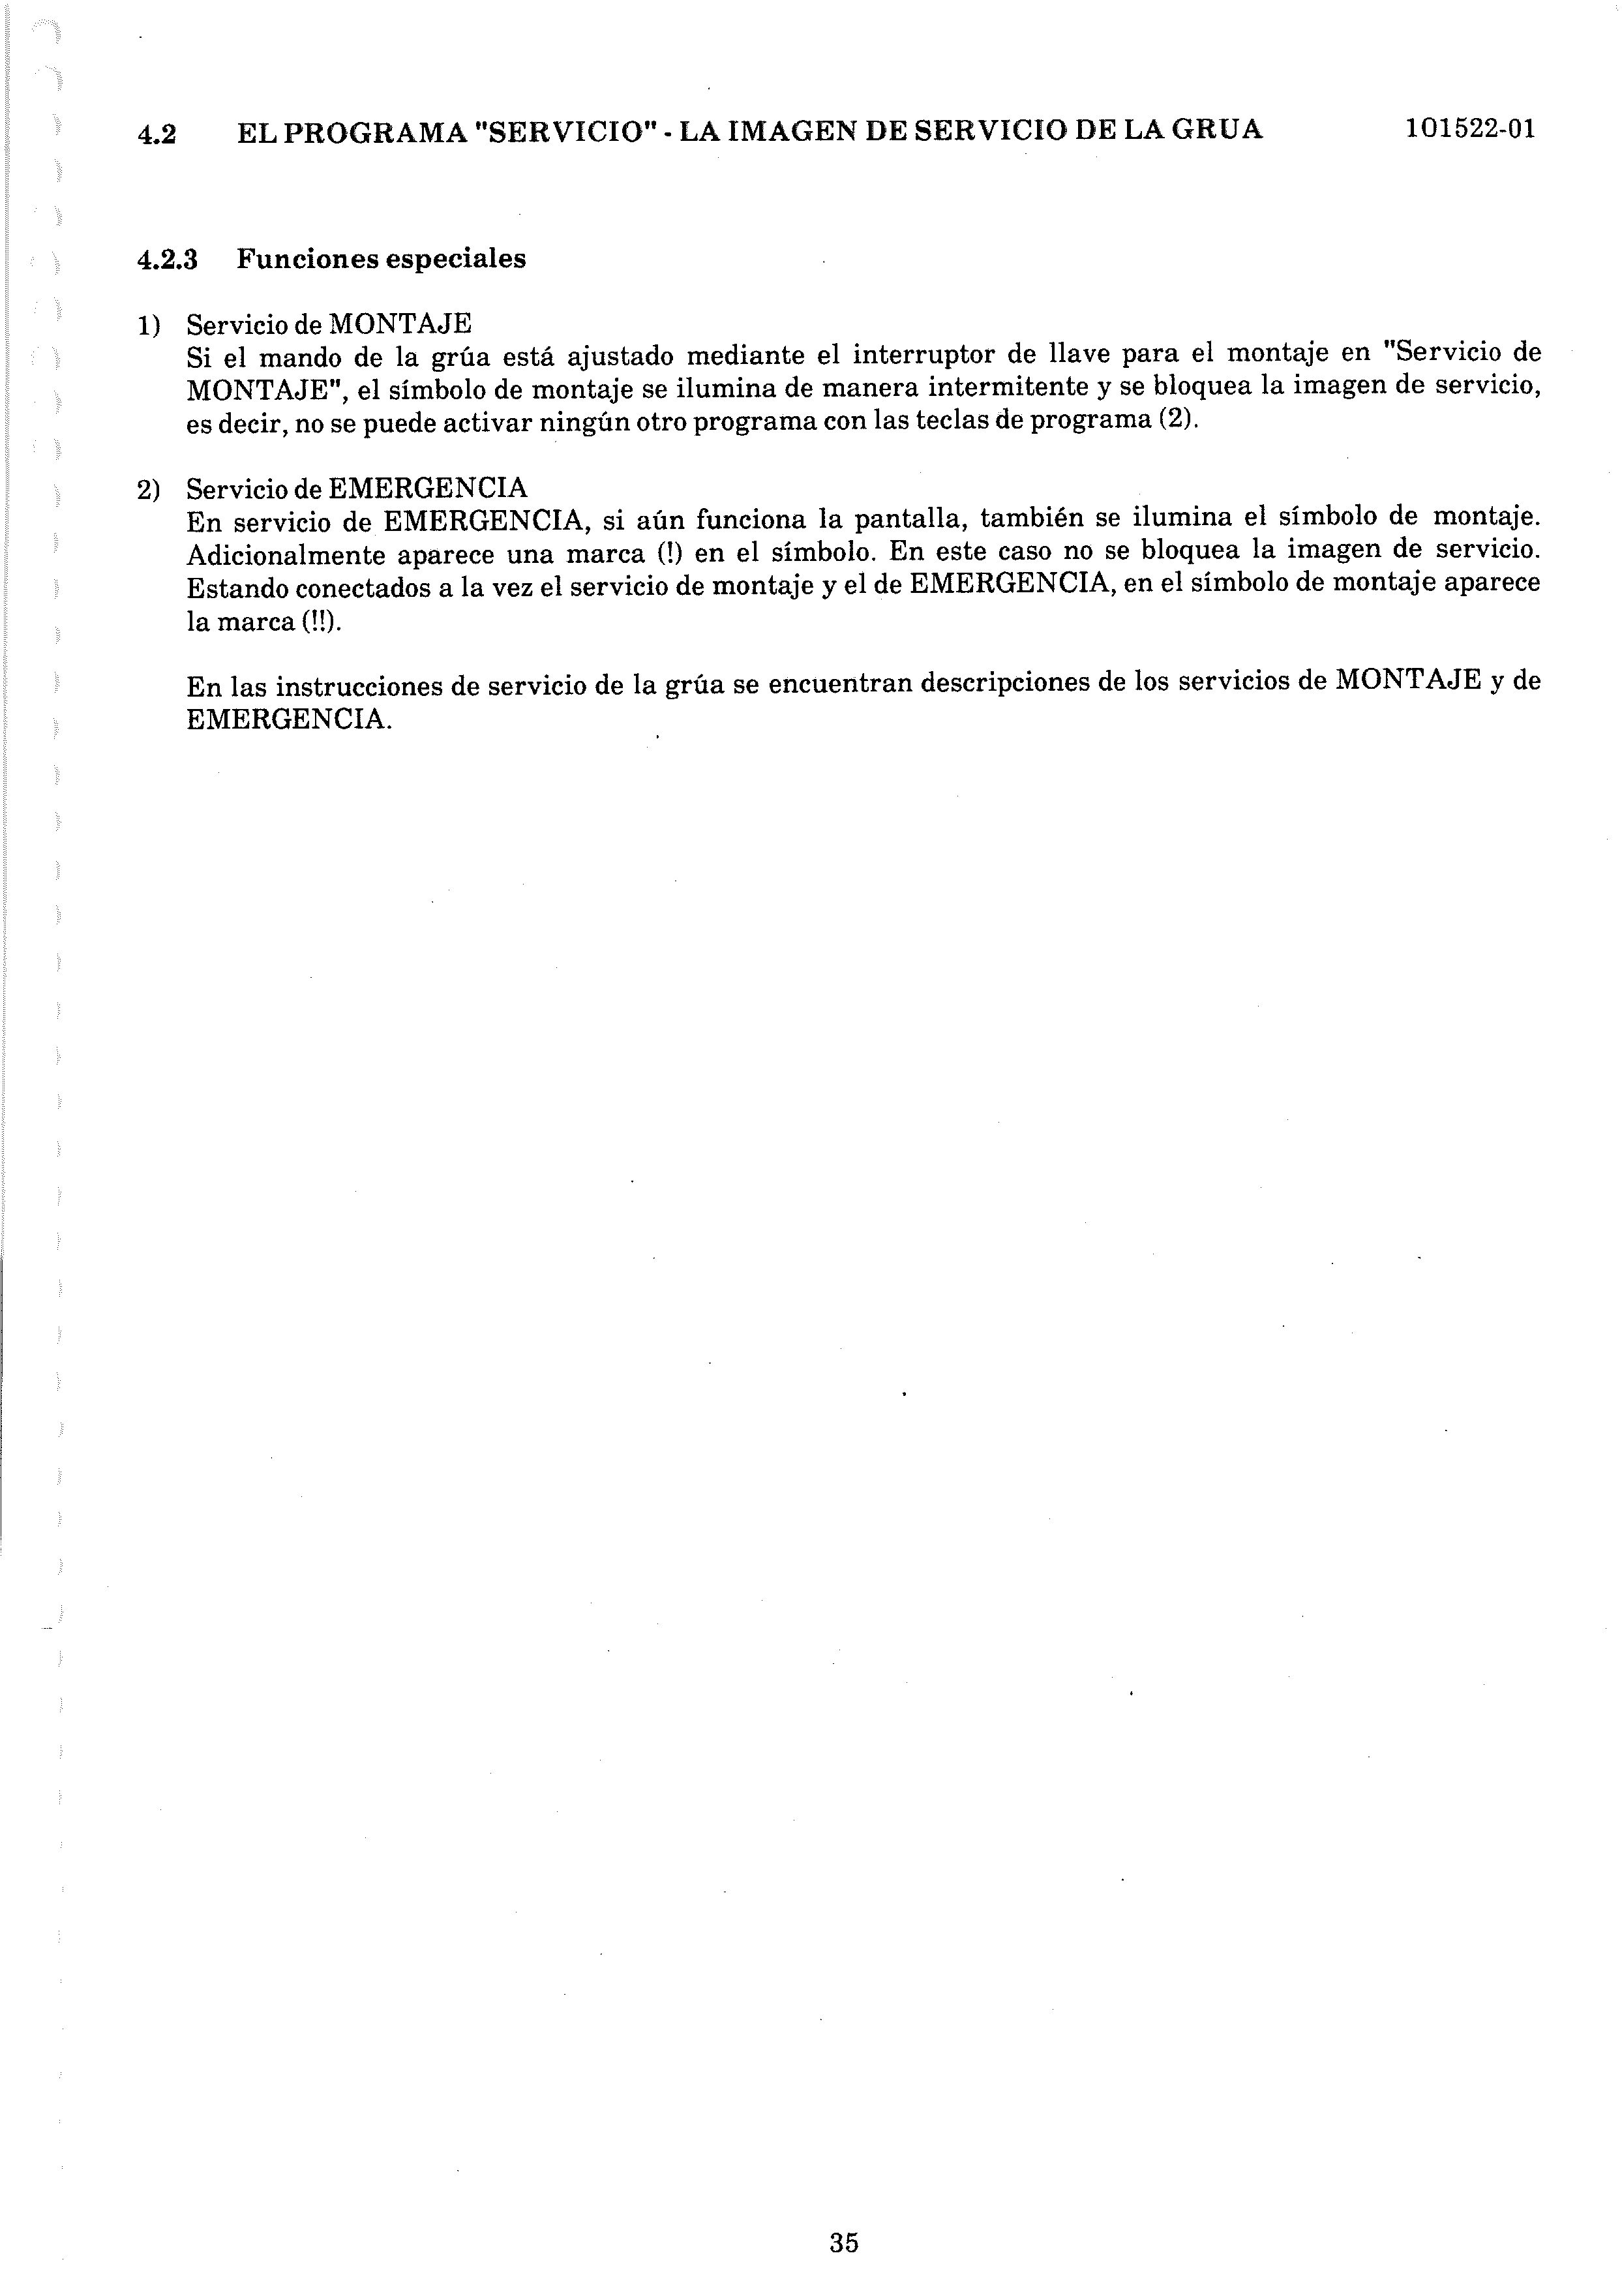 4.2 EL PROGRAMA "SERVICIO" - LA IMAGEN DE SERVICIO DE LA GRUA 101522-01
4.2.3 Funciones especiales
1) Servicio de MONTAJE
Si el mando de la grúa está ajustado mediante el interruptor de llave para el montaje en "Servicio de
MONTAJE", el símbolo de montaje se ilumina de manera intermitente y se bloquea la imagen de servicio,
es decir, no se puede activar ningún otro programa con las teclas de programa (2).
2) Servicio de EMERGENCIA
En servicio de EMERGENCIA, si aún funciona la pantalla, también se ilumina el símbolo de montaje.
Adicionalmente aparece una marca (!) en el símbolo. En este caso no se bloquea la imagen de servicio.
Estando conectados a la vez el servicio de montaje y el de EMERGENCIA, en el símbolo de montaje aparece
la marca (!!).
En las instrucciones de servicio de la grúa se encuentran descripciones de los servicios de MONTAJE y de
EMERGENCIA.
35